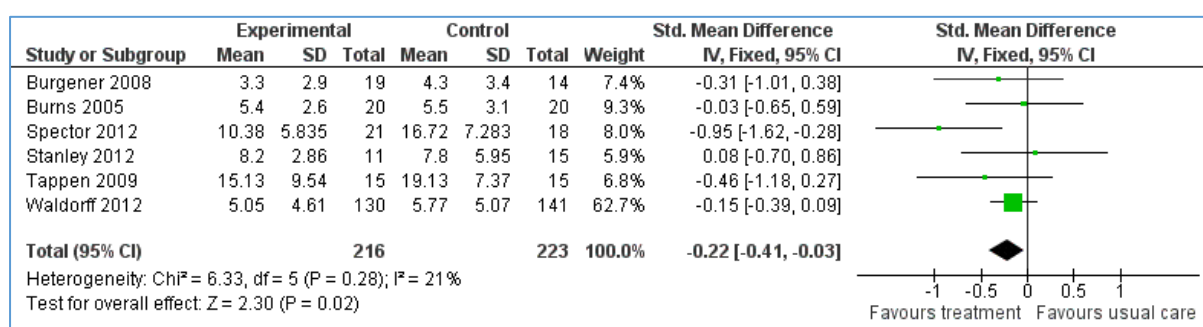 Experimental Control Std. Mean Difference Std. Mean Difference
Study or Subgroup Mean SD Total Mean SD Total Weight IV, Fixed, 95% CI IV, Fixed, 95% CI
Burgener 2008 3.3 2.9 19 4.3 3.4 14 7.4% -0.31 [-1.01, 0.38]
Burns 2005 5.4 2.6 20 5.5 3.1 20 9.3% -0.03 [-0.65, 0.59]
Spector 2012 10.38 5.835 21 16.72 7.283 18 8.0% -0.95 [-1.62, -0.28]
Stanley 2012 8.2 2.86 11 7.8 5.95 15 5.9% 0.08 [-0.70, 0.86]
Tappen 2009 15.13 9.54 15 19.13 7.37 15 6.8% -0.46 [-1.18, 0.27]
Waldorff 2012 5.05 4.61 130 5.77 5.07 141 62.7% -0.15 [-0.39, 0.09]
Total (95% CI) 216 223 100.0% -0.22 [-0.41, -0.03]
Heterogeneity: Chi² = 6.33, df = 5 (P = 0.28); I² = 21%
Test for overall effect: Z = 2.30 (P = 0.02)
-1 -0.5 0 0.5 1
Favours treatment Favours usual care